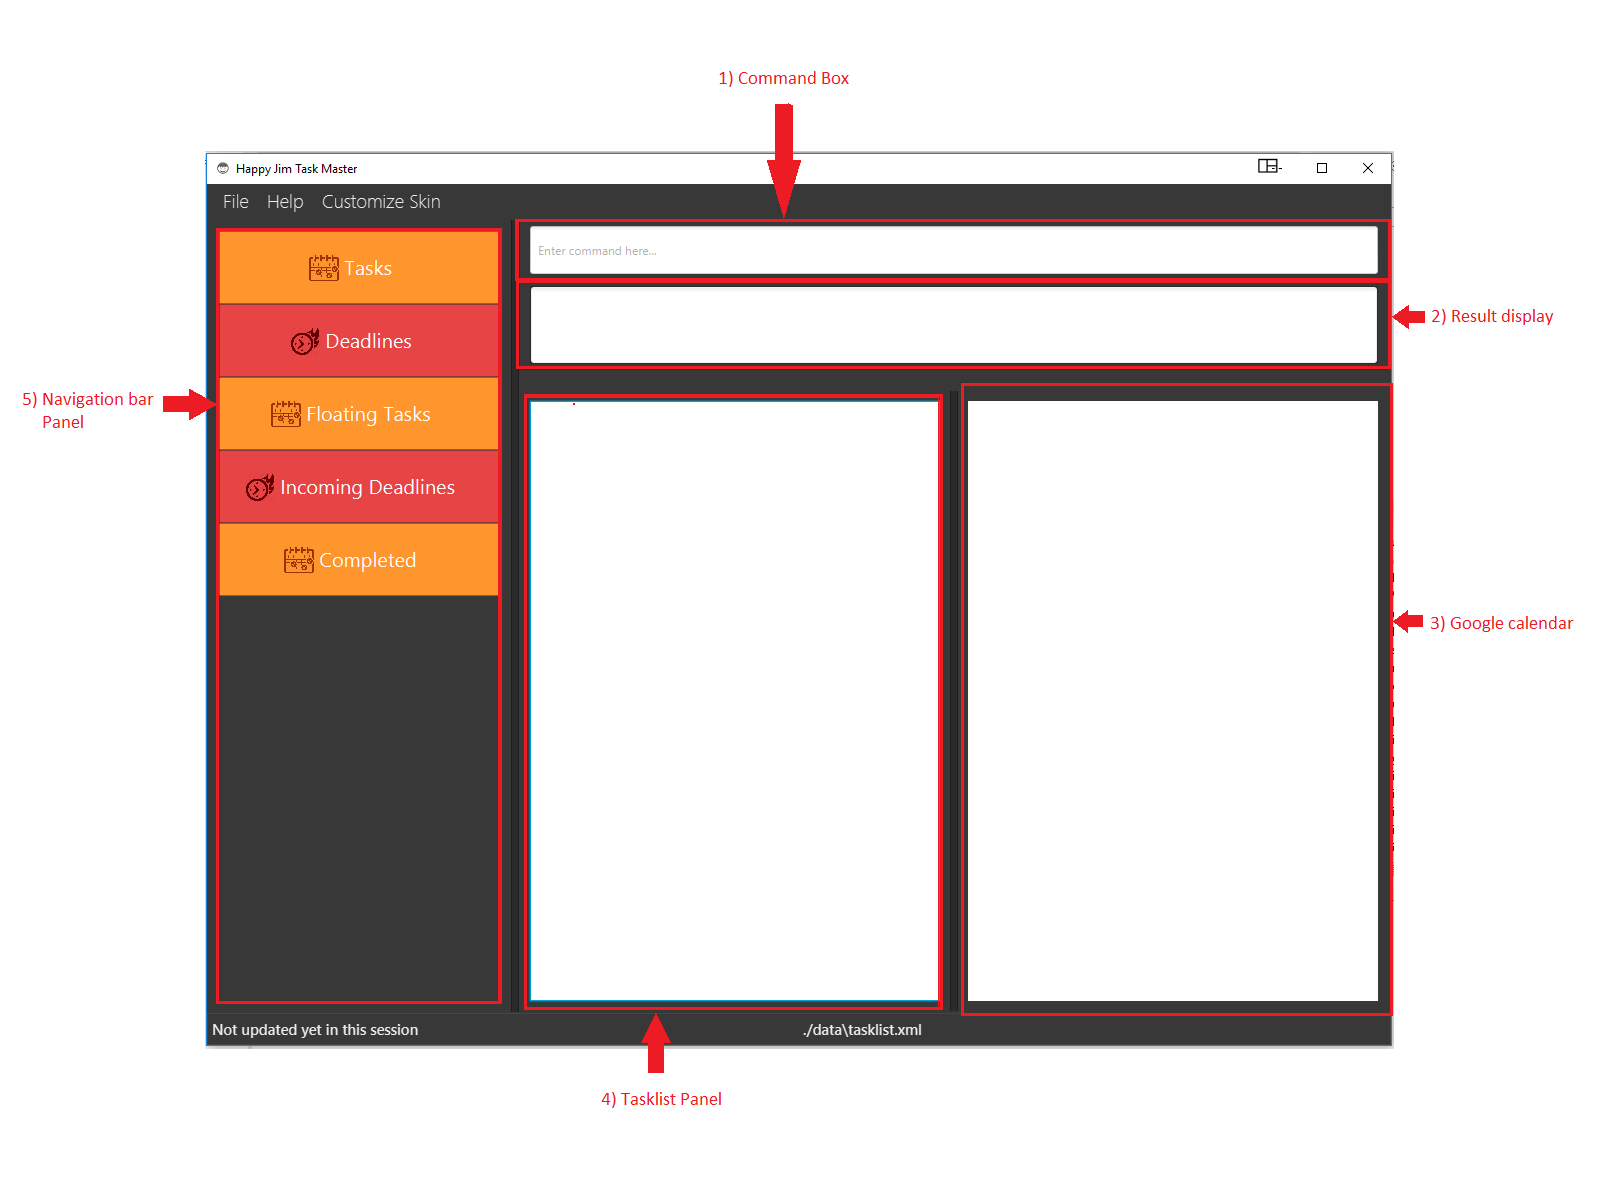 1) Command Box
Happy Jim Task Master
File Help Customize Skin
Enter command here...
Tasks
Deadlines
Floating Tasks
Incoming Deadlines
Completed
2) Result display
5) Navigation bar
Panel
3) Google calendar
Not updated yet in this session
./data\tasklist.xml
4) Tasklist Panel